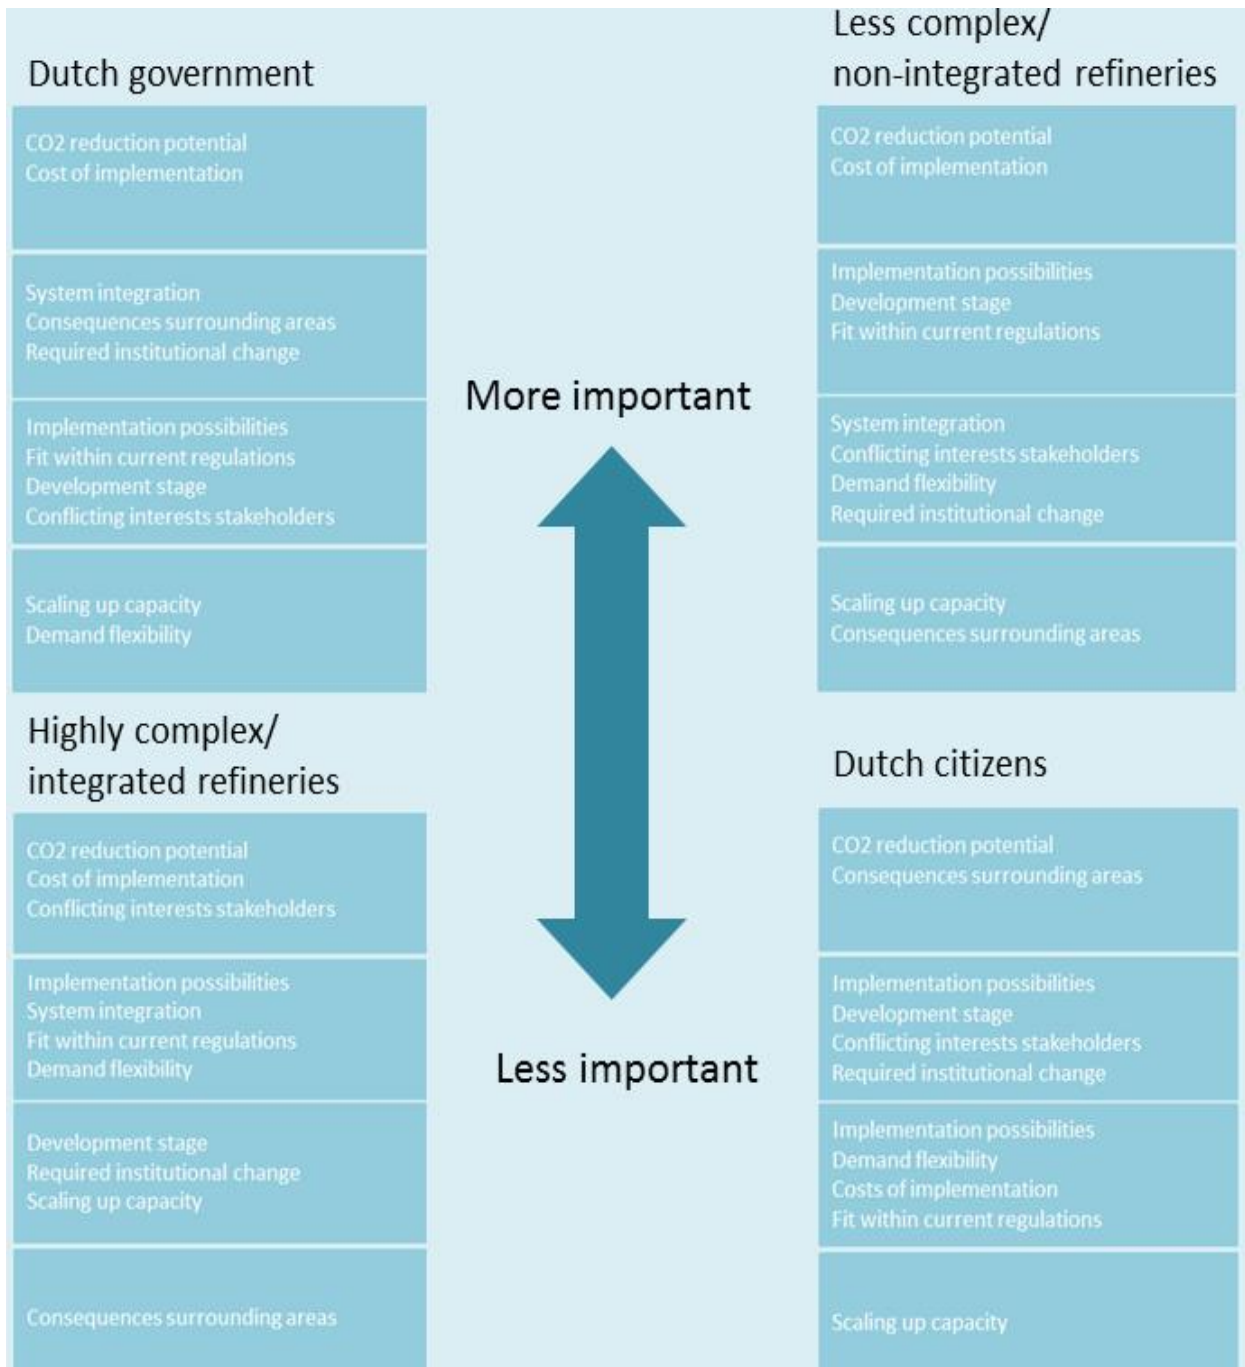 Dutch government
CO2 reduction potential
Cost of implementation
System integration
Consequences surrounding areas
Required institutional change
Implementation possibilities
Fit within current regulations
Development stage
Conflicting interests stakeholders
Scaling up capacity
Demand flexibility
Less complex/
non-integrated refineries
CO2 reduction potential
Cost of implementation
Implementation possibilities
Development stage
Fit within current regulations
System integration
Conflicting interests stakeholders
Demand flexibility
Required institutional change
Scaling up capacity
Consequences surrounding areas
More important
Less important
Highly complex/
integrated refineries
CO2 reduction potential
Cost of implementation
Conflicting interests stakeholders
Implementation possibilities
System integration
Fit within current regulations
Demand flexibility
Development stage
Required institutional change
Scaling up capacity
Consequences surrounding areas
Dutch citizens
CO2 reduction potential
Consequences surrounding areas
Implementation possibilities
Development stage
Conflicting interests stakeholders
Required institutional change
Implementation possibilities
Demand flexibility
Costs of implementation
Fit within current regulations
Scaling up capacity